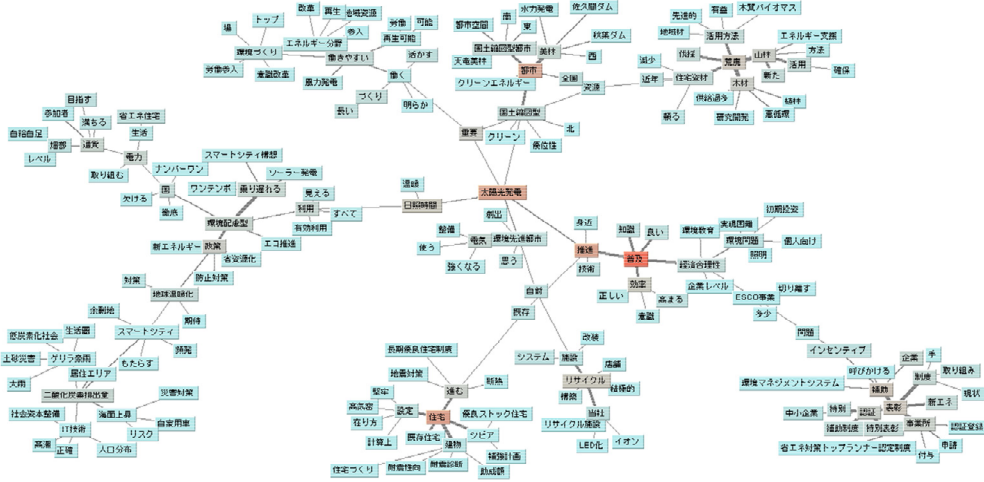 トップ
改革
再生
地域資源
場
エネルギー分野
参入
環境づくり
労働
可能
再生可能
働きやすい
労働参入
意識改革
風力発電
働く
活かす
づくり
長い
明らか
重要
都市空間
南
水力発電
佐久間ダム
東
国土縮図型都市
美林
秋葉ダム
天竜美林
都市
西
クリーンエネルギー
全国
資源
国土縮図型
クリーン
優位性
北
減少
近年
先進的
有益
木質バイオマス
地域材
活用方法
エネルギー実態
伐採
荒廃
山林
方法
住宅資材
新た
活用
確保
木材
供給過多
植林
頼る
研究開発
悪循環
目指す
参加者
満ちる
省エネ住宅
自給自足
生活
レベル
電力
取り組む
ナンバーワン
国
欠ける
徹底
スマートシティ構想
ソーラー発電
ワンテンポ
乗り遅れる
見える
利用
すべて
有効利用
温暖
日照時間
太陽光発電
環境配慮型
新エネルギー
政策
エコ推進
省資源化
防止対策
対策
地球温暖化
期待
余剰地
スマートシティ
低炭素化社会
生活圏
土砂災害
ゲリラ豪雨
頻発
もたらす
大雨
居住エリア
二酸化炭素排出量
災害対策
社会資本整備
海面上昇
自家用車
IT技術
リスク
高潮
正確
人口分布
創出
整備
電気
環境先進都市
使う
強くなる
思う
身近
推進
技術
自前
既存
知識
良い
普及
効率
正しい
高まる
意識
初期投資
環境教育
実現困難
環境問題
個人向け
照明
経済合理性
企業レベル
切り離す
ESCO事業
多少
問題
インセンティブ
企業
手
呼びかける
制度
取り組み
環境マネジメントシステム
補助
現状
新エネ
表彰
中小企業
特別
認証
事業所
補助制度
特別表彰
認証登録
省エネ対策トップランナー認定制度
申請
付与
長期優良住宅制度
地震対策
断熱
進む
堅牢
高気密
設定
住宅
優良ストック住宅
在り方
計算上
既存住宅
シビア
建物
補強計画
住宅づくり
耐震性向
耐震診断
助成額
改装
システム
施設
店舗
リサイクル
積極的
構築
当社
リサイクル施設
LED化
イオン